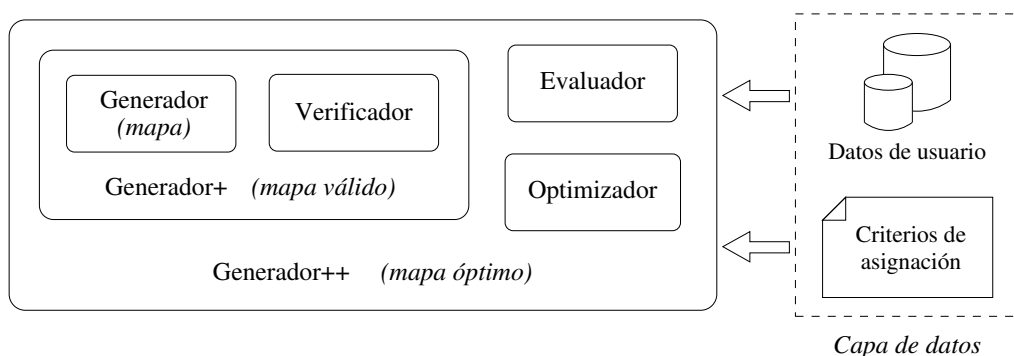 Generador
(mapa)
Verificador
Generador+ (mapa válido)
Evaluador
Optimizador
Generador++ (mapa óptimo)
Datos de usuario
Criterios de
asignación
Capa de datos